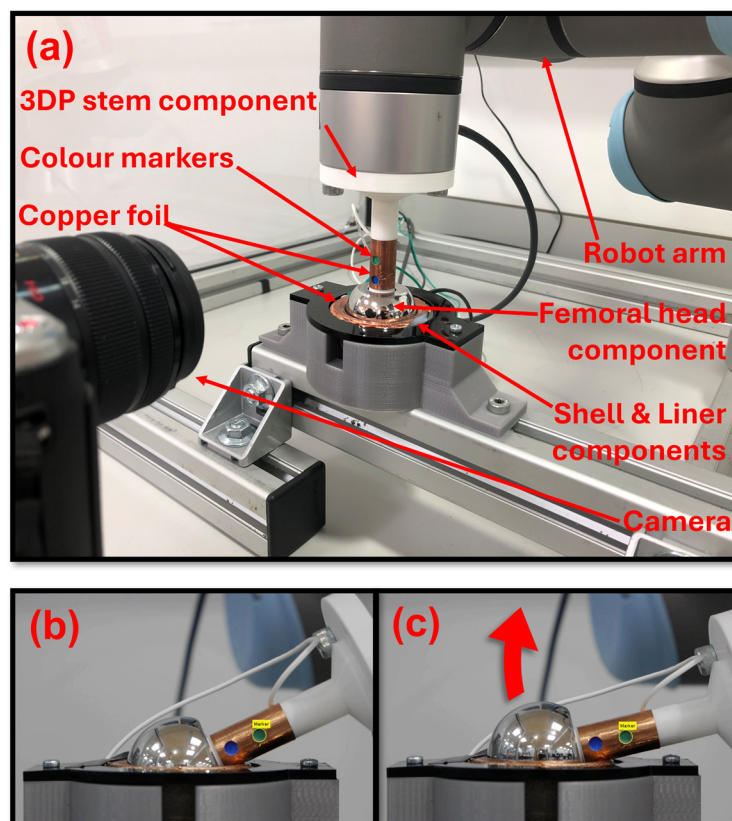 (a)
3DP stem component
Colour markers
Copper foil
Robot arm
Femoral head
component
Shell & Liner
components
Camera
(b)
(c)
Marker
Marker